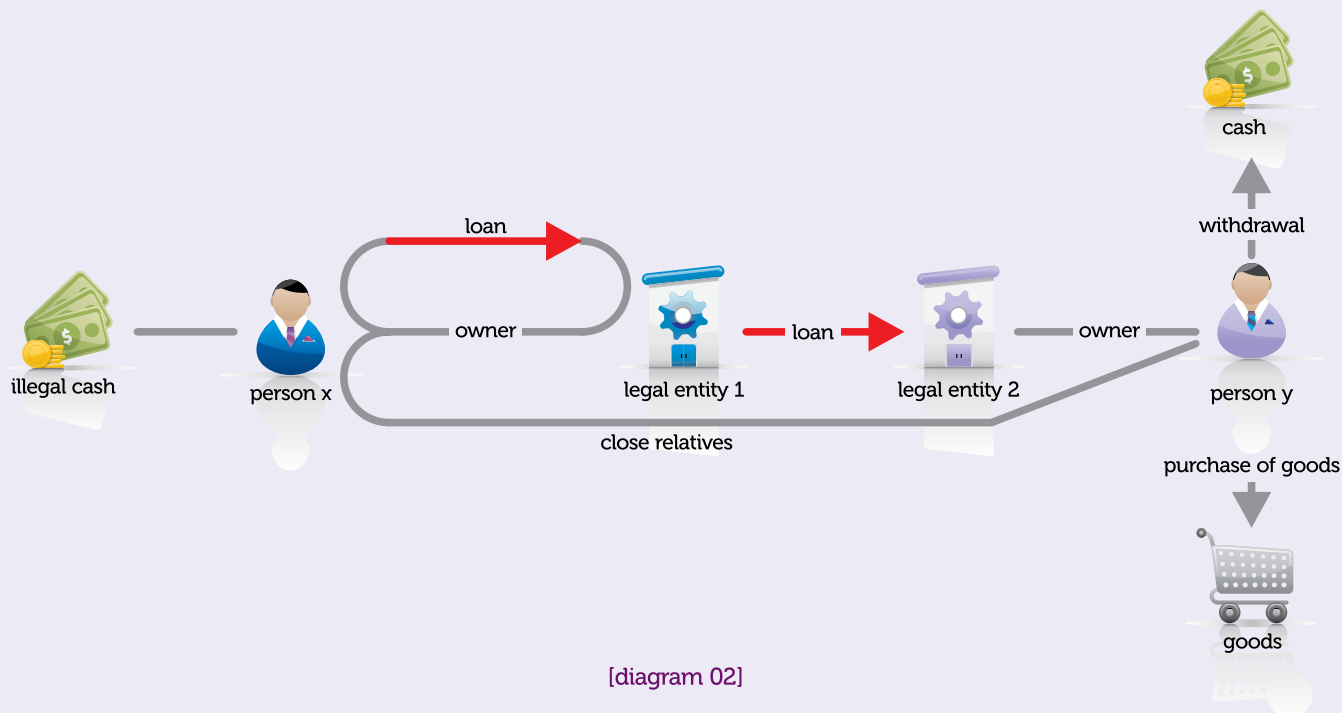 cash
withdrawal
loan
owner
loan
owner
illegal cash
person x
legal entity 1
legal entity 2
person y
close relatives
purchase of goods
goods
[diagram 02]